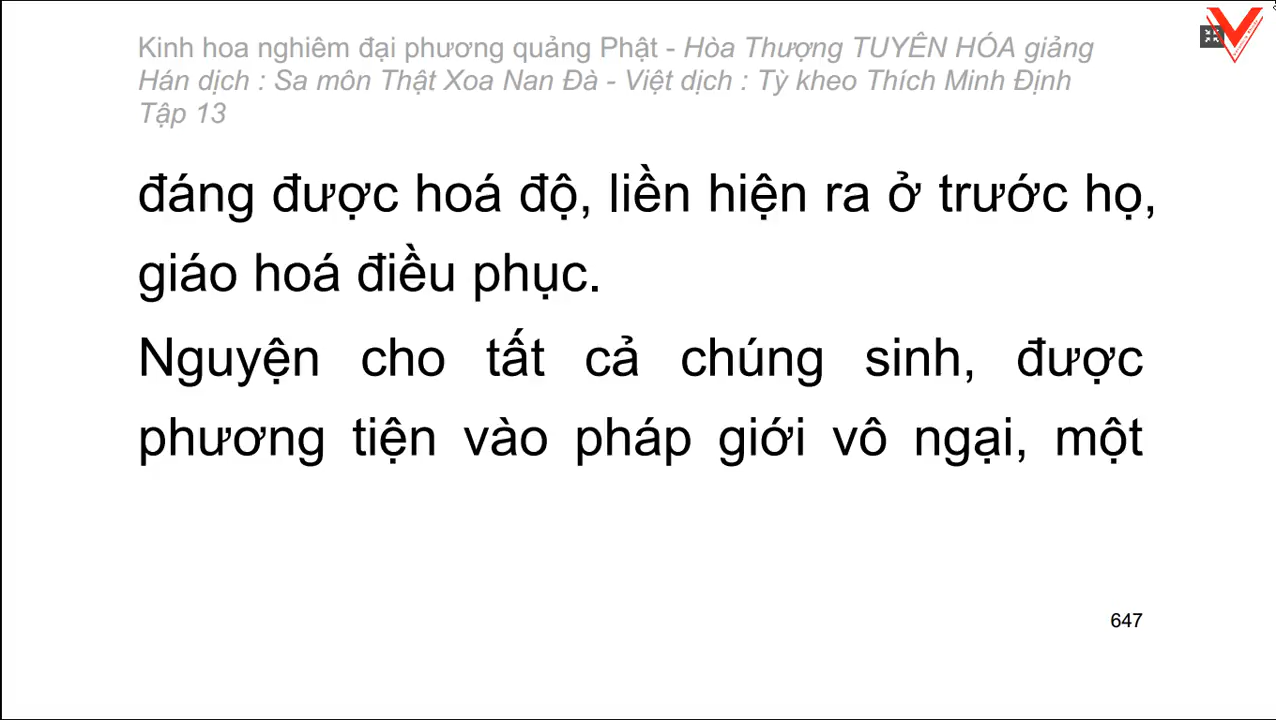 Kinh hoa nghiêm đại phương quảng Phật - Hòa Thượng TUYÊN HÓA giảng
Hán dịch : Sa môn Thật Xoa Nan Đà - Việt dịch : Tỳ kheo Thích Minh Định
Tập 13
đáng được hoá độ, liền hiện ra ở trước họ,
giáo hoá điều phục.
Nguyện cho tất cả chúng sinh, được
phương tiện vào pháp giới vô ngại, một
647